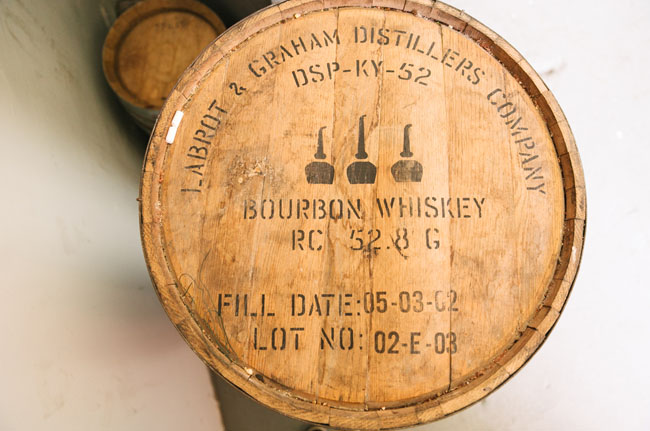 LABROT & GRAHAM DISTILLERS COMPANY
DSP-KY-52
BOURBON WHISKEY
RC 52.8 G
FILL DATE:05-03-02
LOT NO: 02-E-03